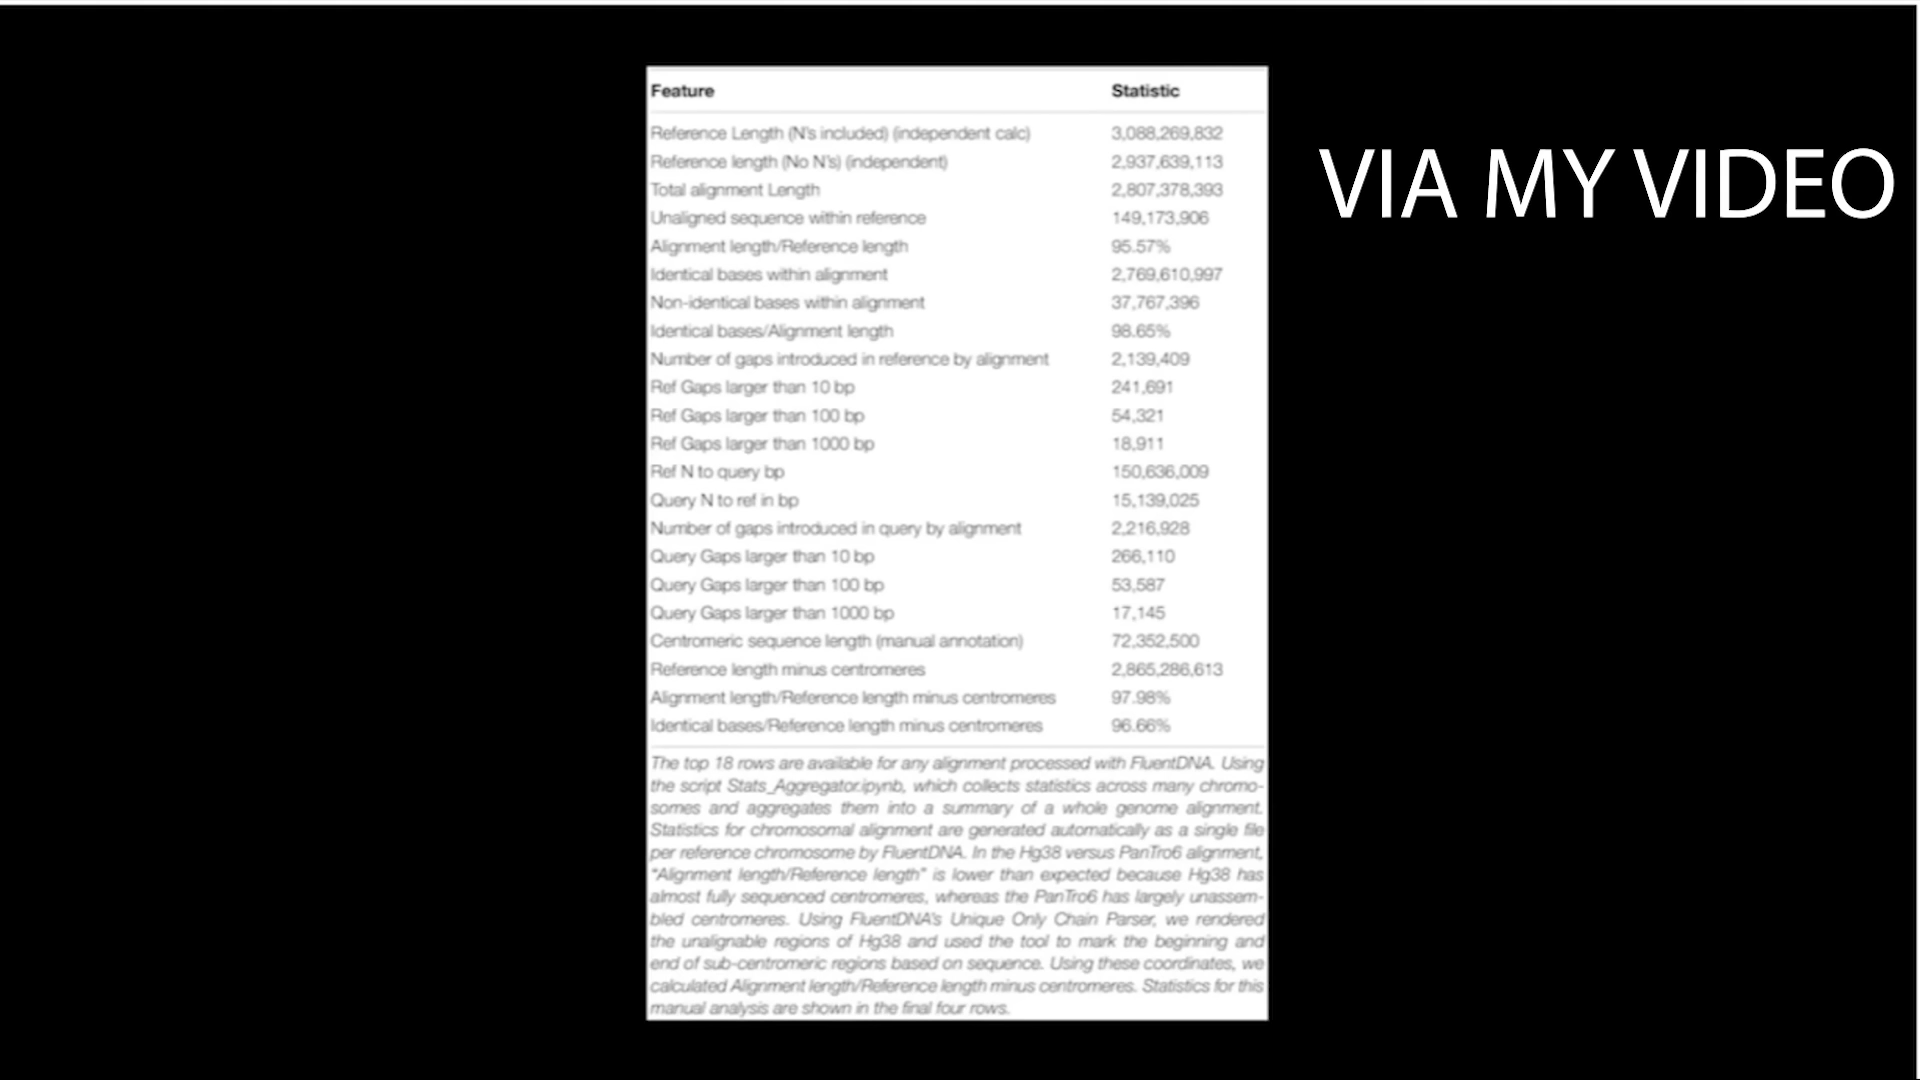 Feature Statistic
Reference Length (N's included) (independent calc) 3,088,269,832
Reference length (No N's) (independent) 2,937,639,113
Total alignment Length 2,807,378,393
Unaligned sequence within reference 149,173,906
Alignment length/Reference length 95.57%
Identical bases within alignment 2,769,610,997
Non-identical bases within alignment 37,767,396
Identical bases/Alignment length 98.65%
Number of gaps introduced in reference by alignment 2,139,409
Ref Gaps larger than 10 bp 241,691
Ref Gaps larger than 100 bp 54,321
Ref Gaps larger than 1000 bp 18,911
Ref N to query bp 150,636,009
Query N to ref in bp 15,139,025
Number of gaps introduced in query by alignment 2,216,928
Query Gaps larger than 10 bp 266,110
Query Gaps larger than 100 bp 53,587
Query Gaps larger than 1000 bp 17,145
Centromeric sequence length (manual annotation) 72,352,500
Reference length minus centromeres 2,865,286,613
Alignment length/Reference length minus centromeres 97.98%
Identical bases/Reference length minus centromeres 96.66%
The top 18 rows are available for any alignment processed with FluentDNA. Using
the script Stats_Aggregator.ipynb, which collects statistics across many chromo-
somes and aggregates them into a summary of a whole genome alignment.
Statistics for chromosomal alignment are generated automatically as a single file
per reference chromosome by FluentDNA. In the Hg38 versus PanTro6 alignment,
"Alignment length/Reference length" is lower than expected because Hg38 has
almost fully sequenced centromeres, whereas the PanTro6 has largely unassem-
bled centromeres. Using FluentDNA's Unique Only Chain Parser, we rendered
the unalignable regions of Hg38 and used the tool to mark the beginning and
end of sub-centromeric regions based on sequence. Using these coordinates, we
calculated Alignment length/Reference length minus centromeres. Statistics for this
manual analysis are shown in the final four rows.
VIA MY VIDEO